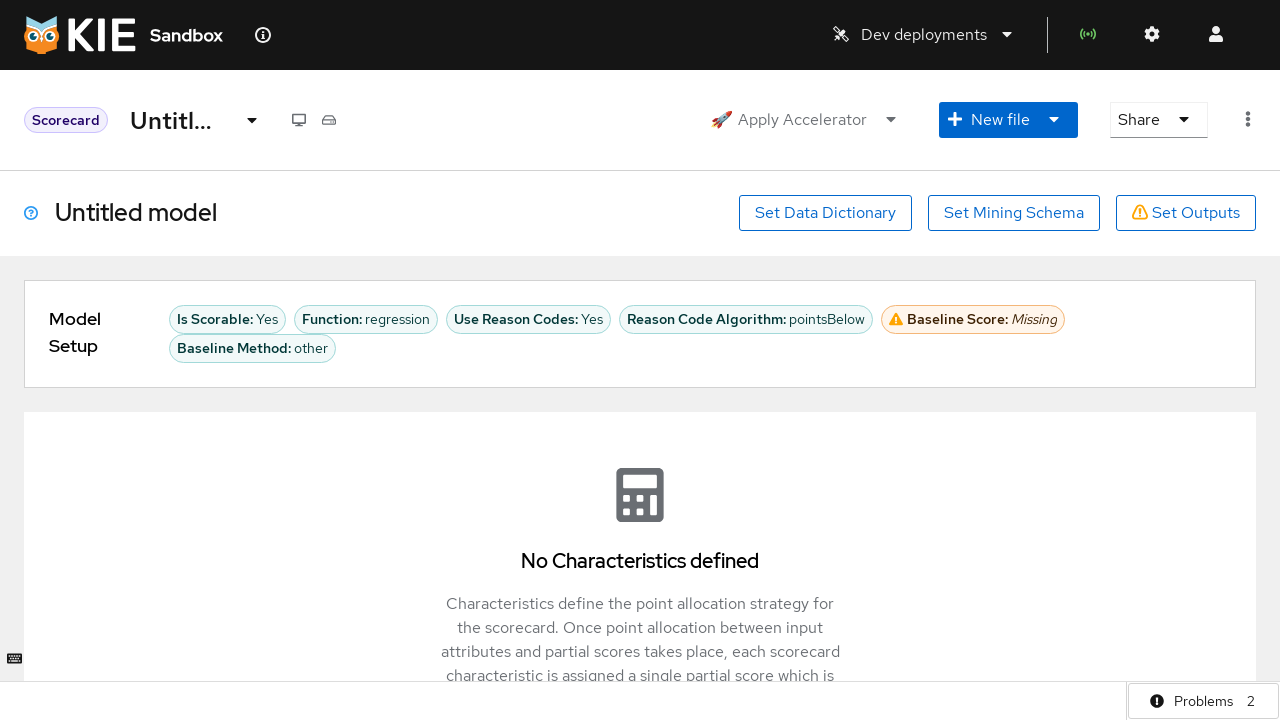 KIE Sandbox Dev deployments
Scorecard Untitl... 🚀 Apply Accelerator New file Share
Untitled model Set Data Dictionary Set Mining Schema Set Outputs
Model Setup
Is Scorable: Yes Function: regression Use Reason Codes: Yes Reason Code Algorithm: pointsBelow Baseline Score: Missing
Baseline Method: other
No Characteristics defined
Characteristics define the point allocation strategy for
the scorecard. Once point allocation between input
attributes and partial scores takes place, each scorecard
characteristic is assigned a single partial score which is
Problems 2